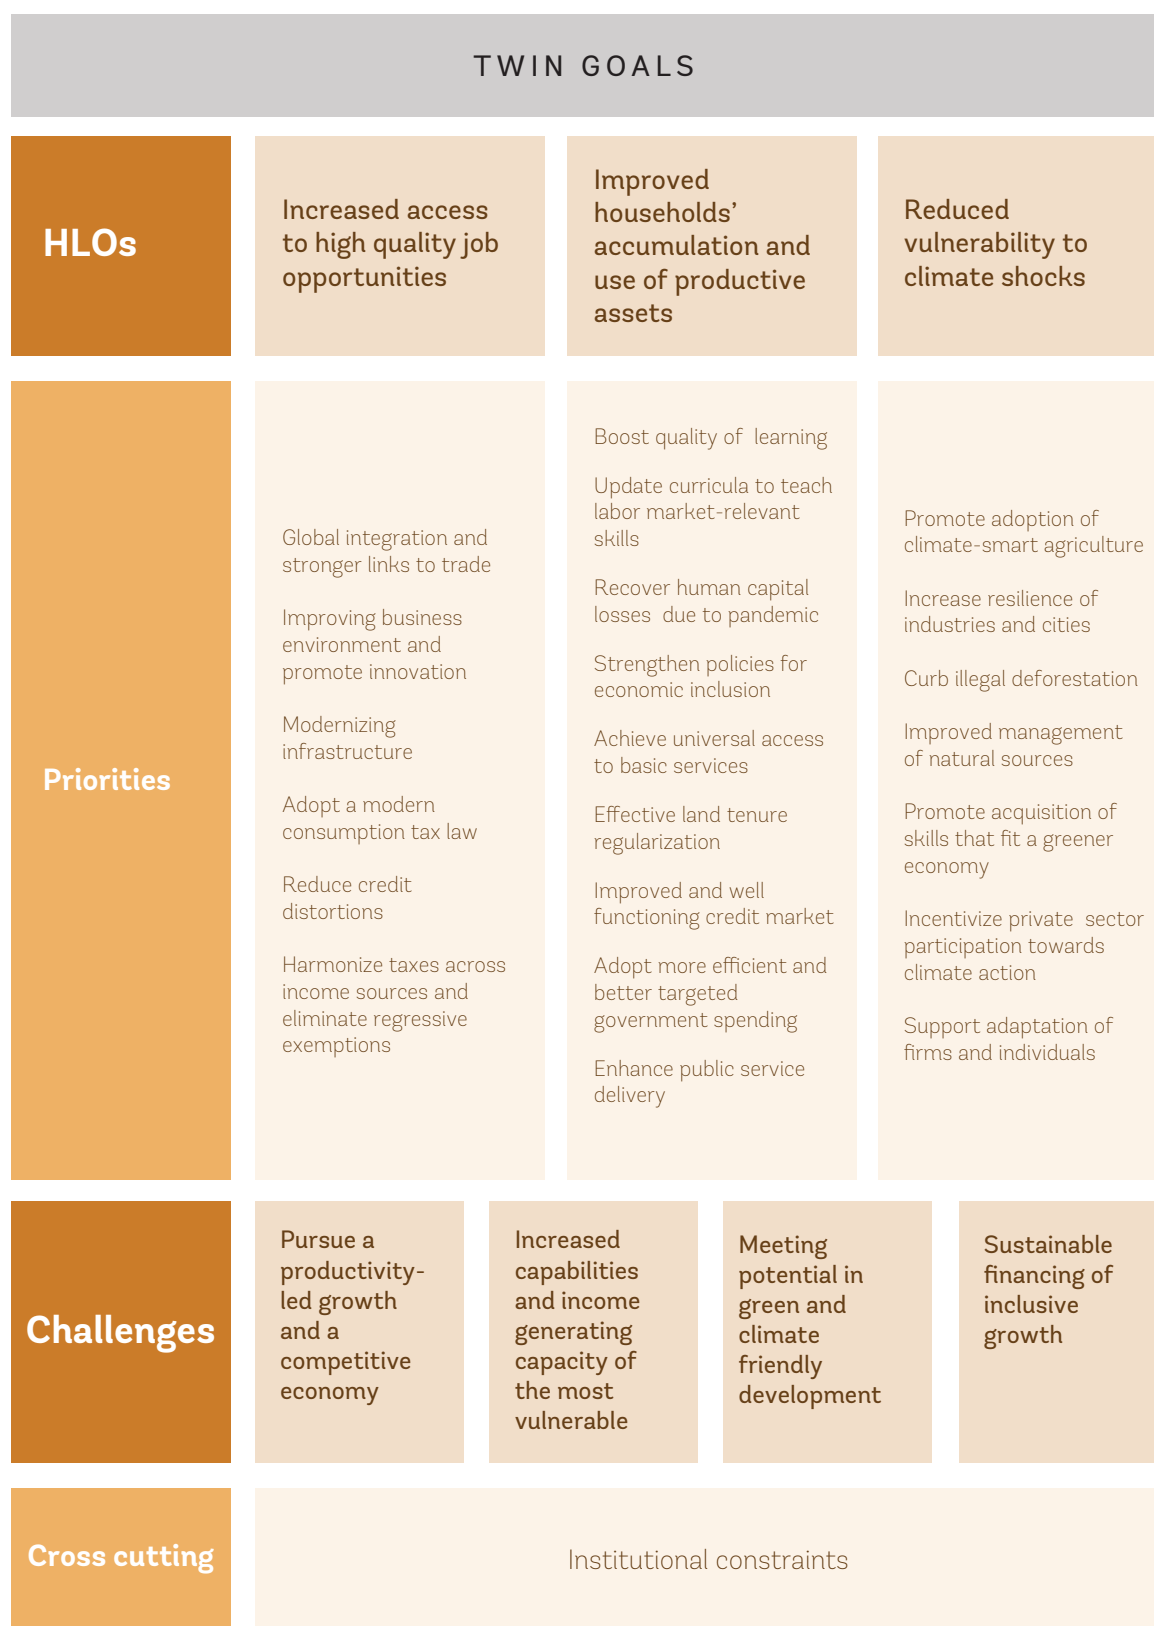 TWIN GOALS
HLOs
Increased access
to high quality job
opportunities
Improved
households’
accumulation and
use of productive
assets
Reduced
vulnerability to
climate shocks
Priorities
Global integration and
stronger links to trade
Improving business
environment and
promote innovation
Modernizing
infrastructure
Adopt a modern
consumption tax law
Reduce credit
distortions
Harmonize taxes across
income sources and
eliminate regressive
exemptions
Boost quality of learning
Update curricula to teach
labor market-relevant
skills
Recover human capital
losses due to pandemic
Strengthen policies for
economic inclusion
Achieve universal access
to basic services
Effective land tenure
regularization
Improved and well
functioning credit market
Adopt more efficient and
better targeted
government spending
Enhance public service
delivery
Promote adoption of
climate-smart agriculture
Increase resilience of
industries and cities
Curb illegal deforestation
Improved management
of natural sources
Promote acquisition of
skills that fit a greener
economy
Incentivize private sector
participation towards
climate action
Support adaptation of
firms and individuals
Challenges
Pursue a
productivity-
led growth
and a
competitive
economy
Increased
capabilities
and income
generating
capacity of
the most
vulnerable
Meeting
potential in
green and
climate
friendly
development
Sustainable
financing of
inclusive
growth
Cross cutting
Institutional constraints